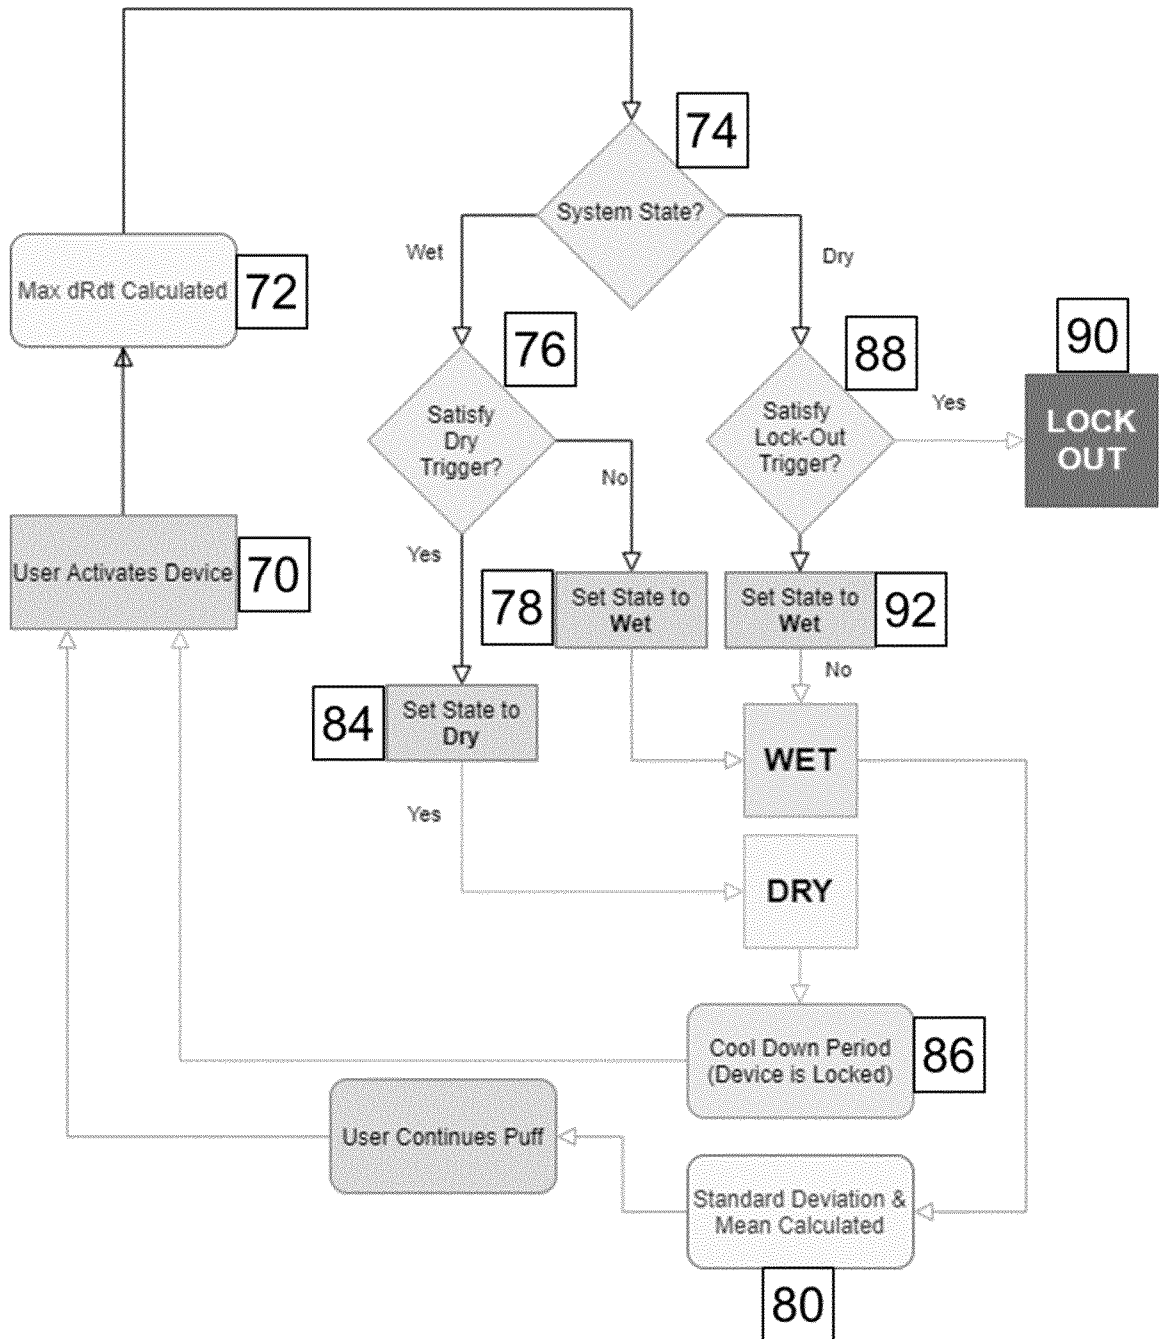 74
System State?
Wet
Dry
Max dRdt Calculated
72
76
88
90
Satisfy
Dry
Trigger?
Satisfy
Lock-Out
Trigger?
Yes
LOCK
OUT
No
User Activates Device
70
Yes
78
Set State to
Wet
Set State to
Wet
92
No
84
Set State to
Dry
WET
Yes
DRY
Cool Down Period
(Device is Locked)
86
User Continues Puff
Standard Deviation &
Mean Calculated
80